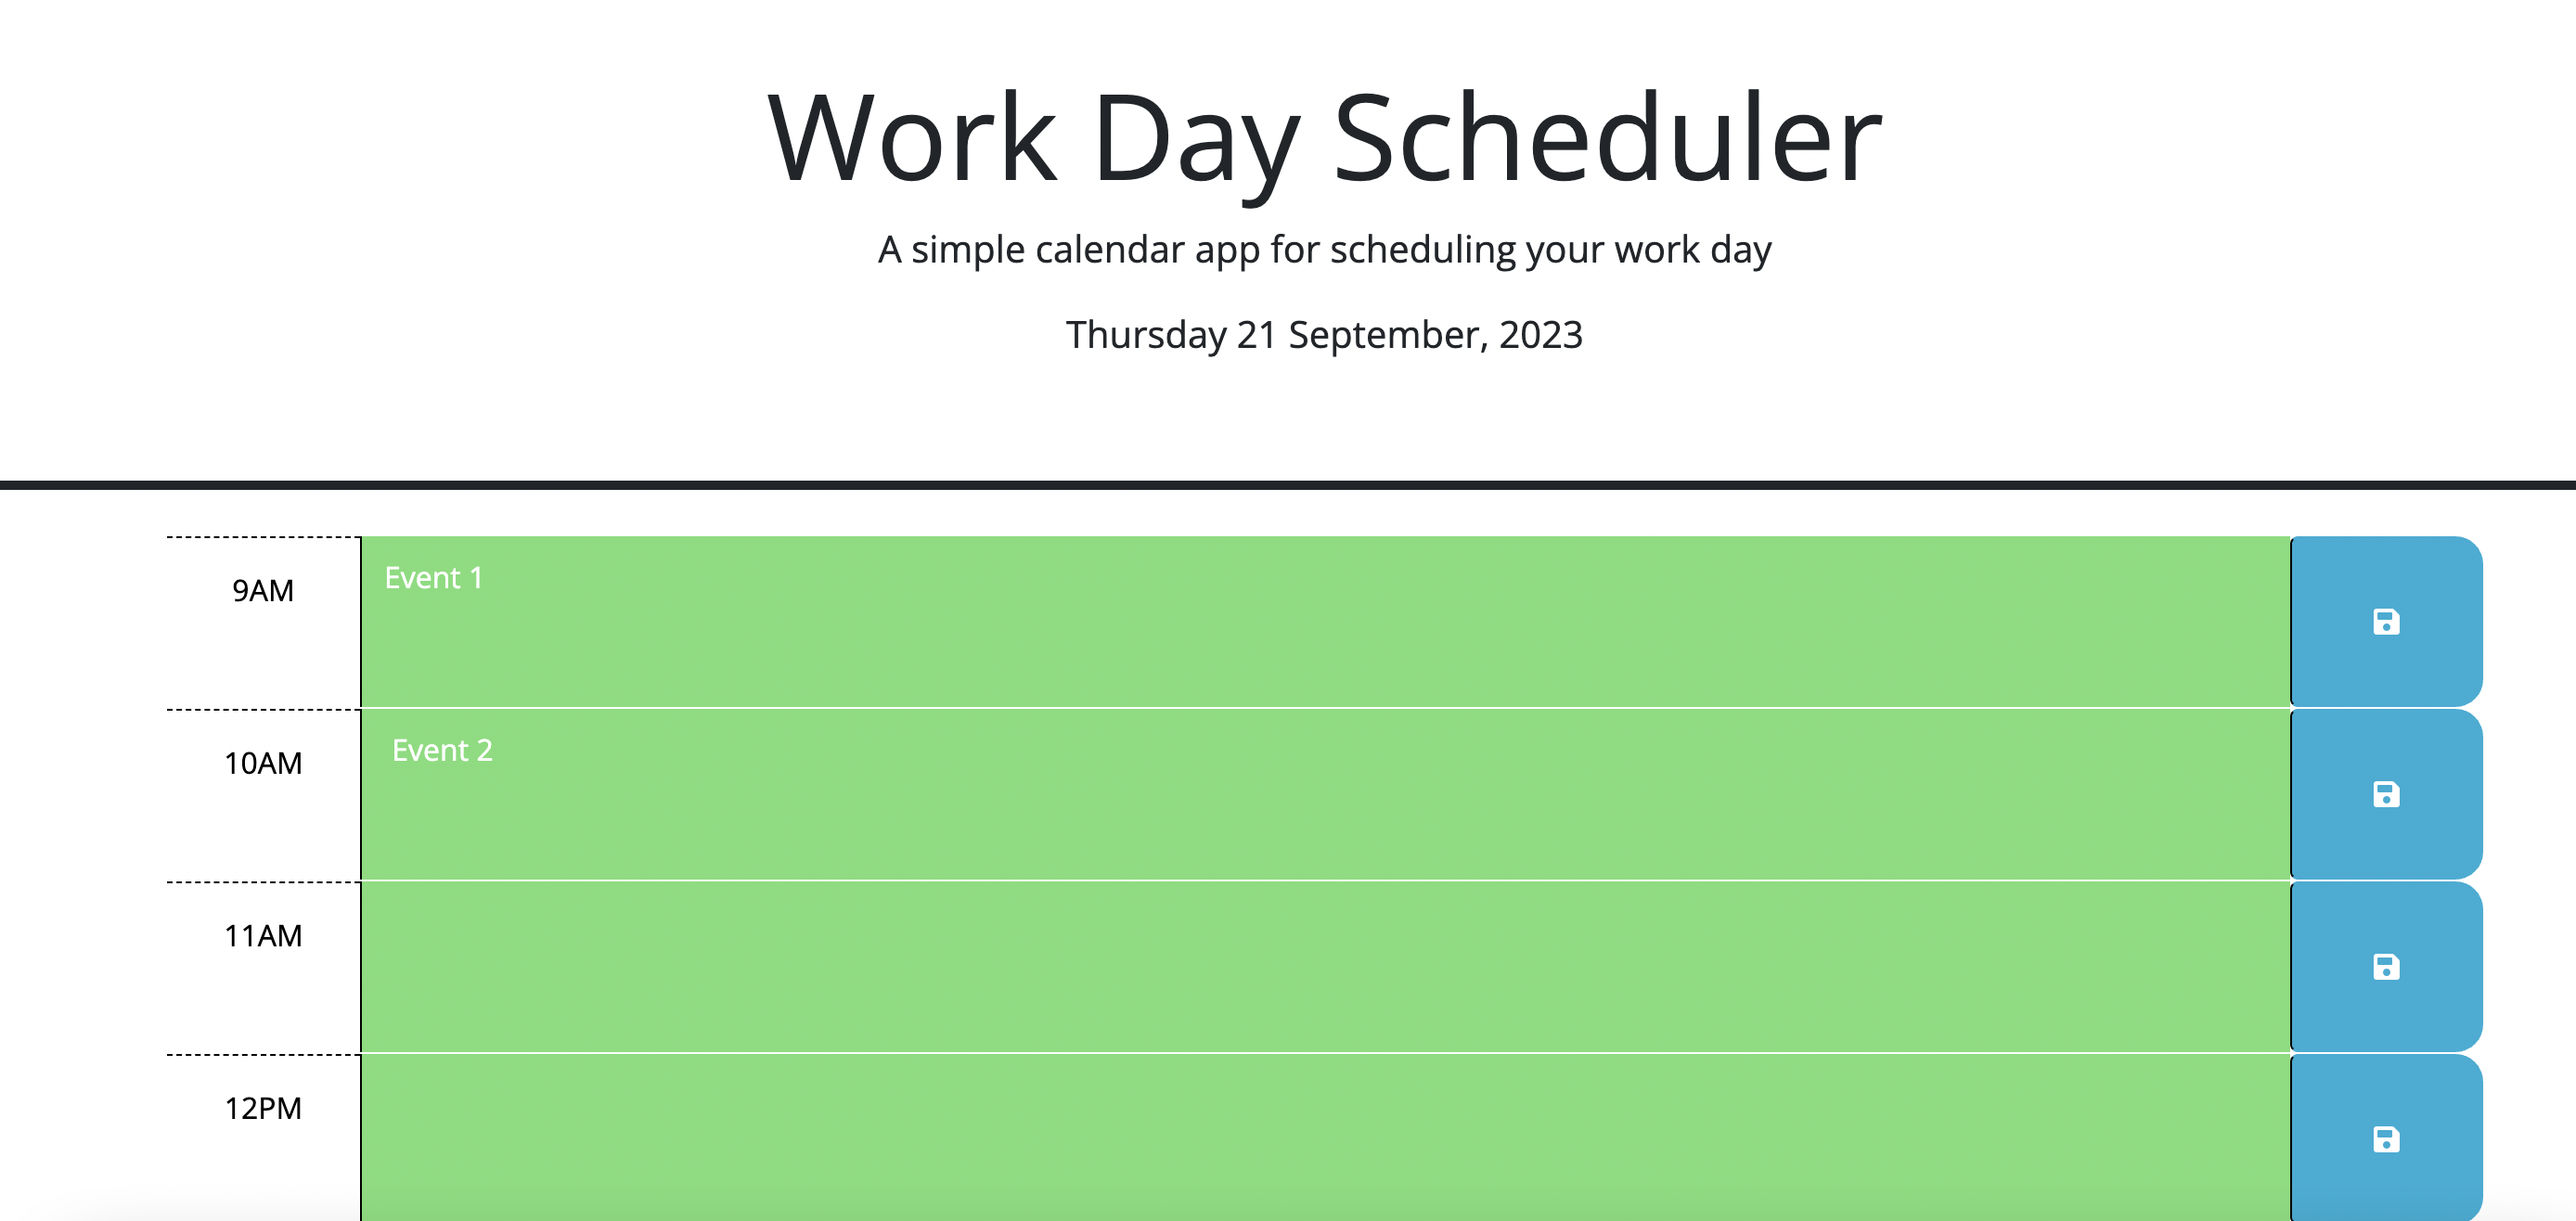 Work Day Scheduler
A simple calendar app for scheduling your work day
Thursday 21 September, 2023
9AM
Event 1
10AM
Event 2
11AM
12PM